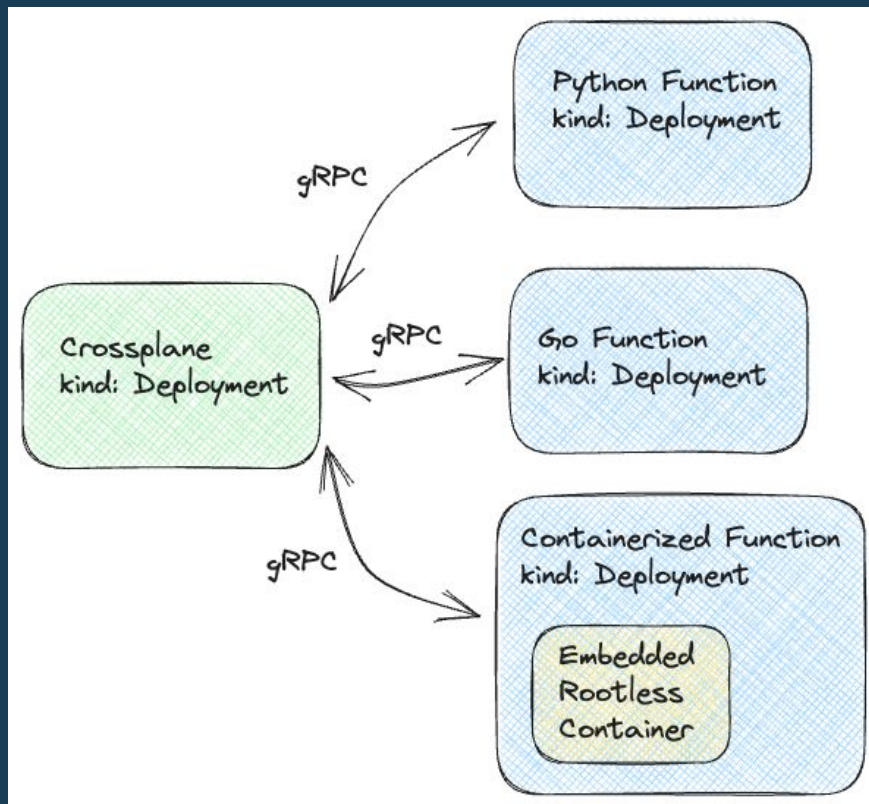 Python Function
kind: Deployment
gRPC
Crossplane
kind: Deployment
gRPC
Go Function
kind: Deployment
gRPC
Containerized Function
kind: Deployment
Embedded
Rootless
Container